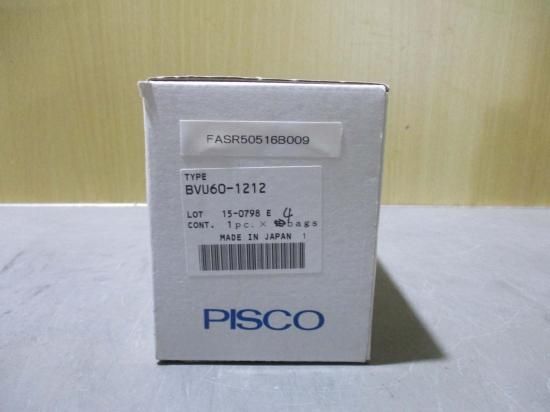 FASR50516B009
TYPE
BVU60-1212
LOT 15-0798 E 4
CONT. 1pc. × bags
MADE IN JAPAN 1
PISCO